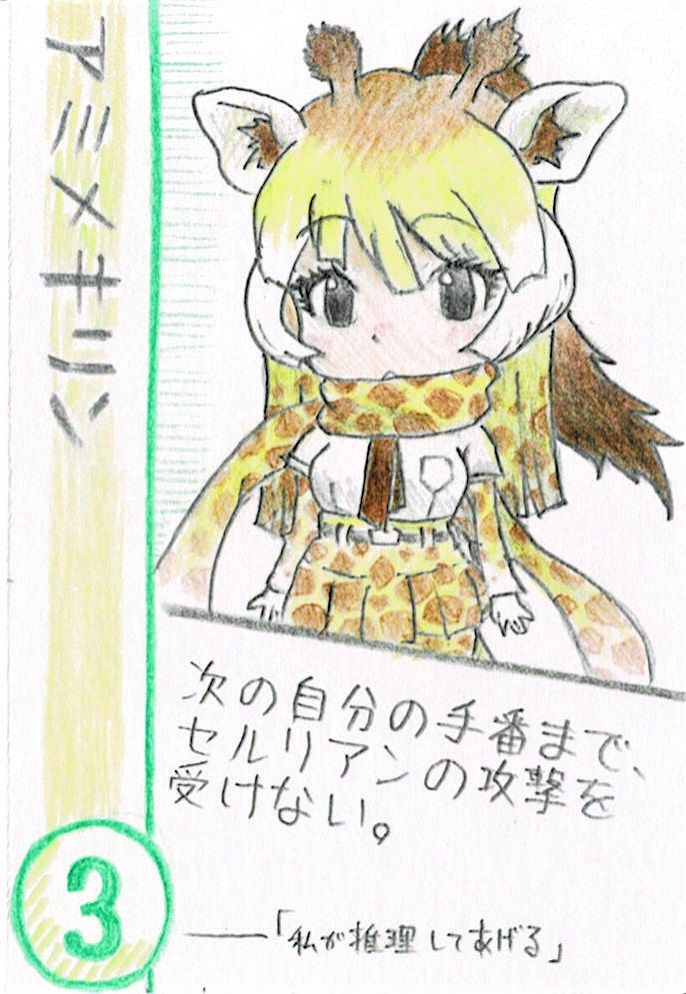 アミメキリン
次の自分の手番まで、
セルリアンの攻撃を
受けない。
3
——「私が推理してあげる」